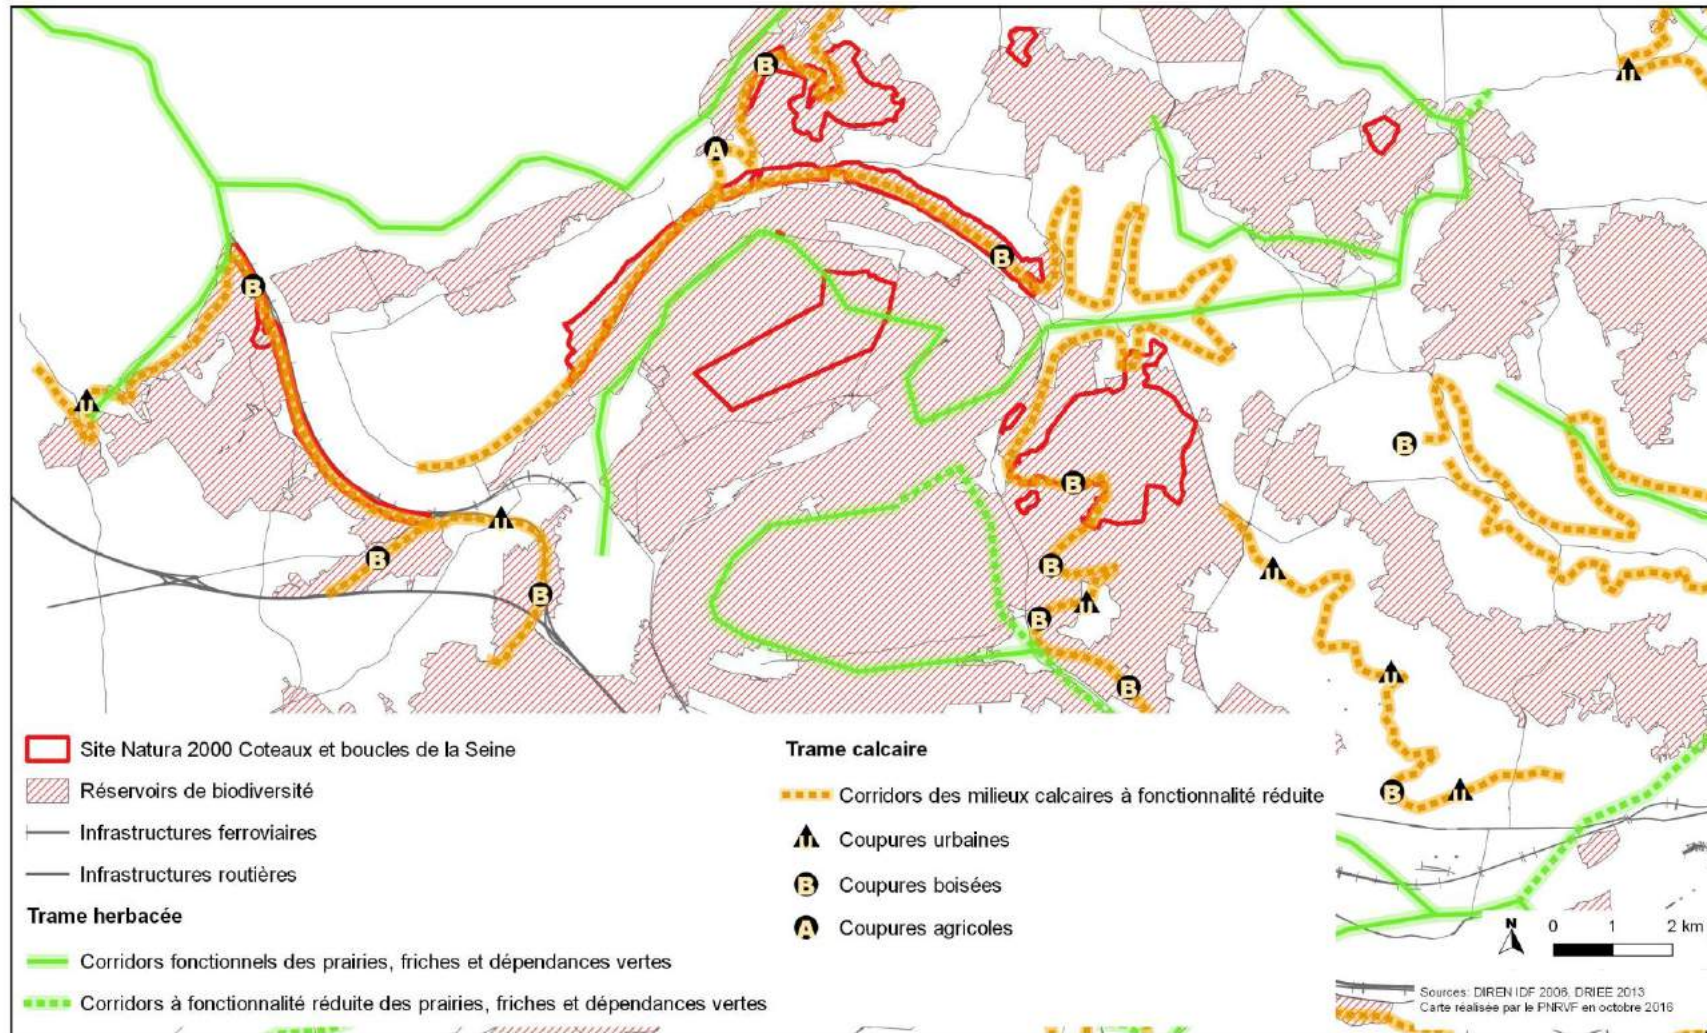 B
A
B
B
U
B
U
B
B
B
B
U
B
U
B
U
B
U
B
U
Site Natura 2000 Coteaux et boucles de la Seine
Réservoirs de biodiversité
Infrastructures ferroviaires
Infrastructures routières
Trame herbacée
Corridors fonctionnels des prairies, friches et dépendances vertes
Corridors à fonctionnalité réduite des prairies, friches et dépendances vertes
Trame calcaire
Corridors des milieux calcaires à fonctionnalité réduite
U Coupures urbaines
B Coupures boisées
A Coupures agricoles
N 0 1 2 km
Sources: DIREN IDF 2006, DRIEE 2013
Carte réalisée par le PNRVF en octobre 2016